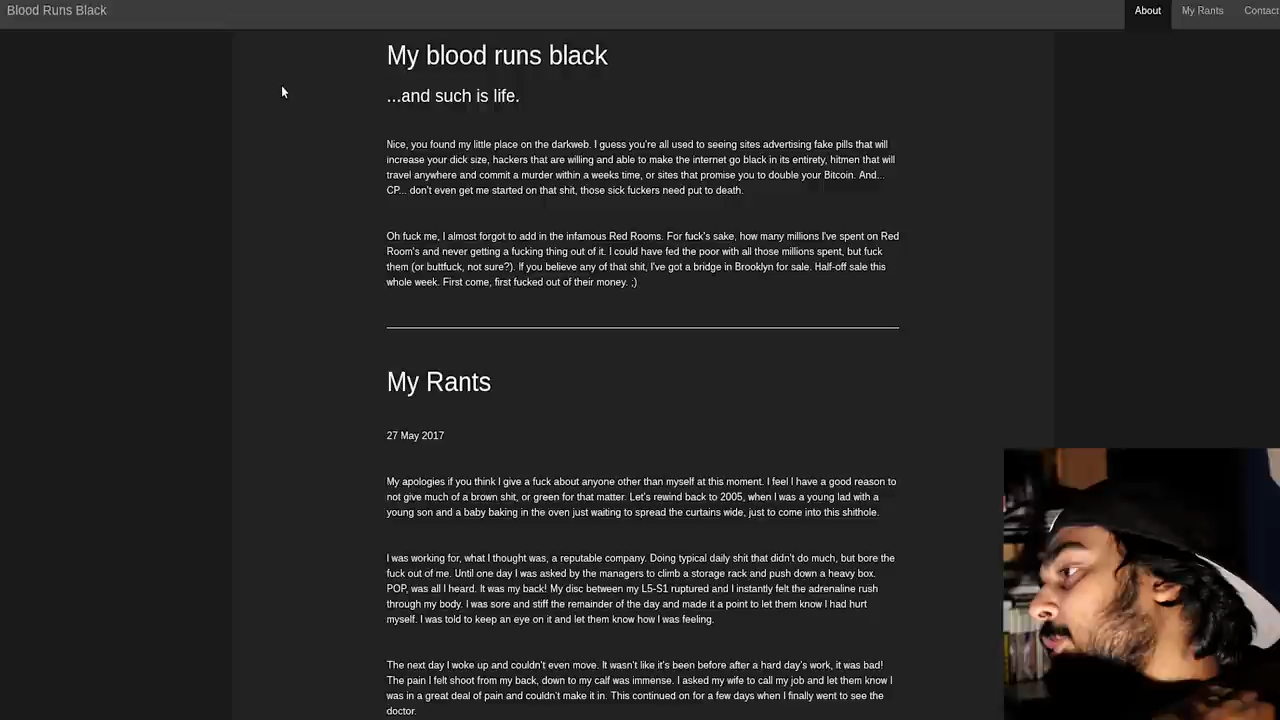 Blood Runs Black
About
My Rants
Contact
My blood runs black
...and such is life.
Nice, you found my little place on the darkweb. I guess you're all used to seeing sites advertising fake pills that will
increase your dick size, hackers that are willing and able to make the internet go black in its entirety, hitmen that will
travel anywhere and commit a murder within a weeks time, or sites that promise you to double your Bitcoin. And...
CP... don't even get me started on that shit, those sick fuckers need put to death.
Oh fuck me, I almost forgot to add in the infamous Red Rooms. For fuck's sake, how many millions I've spent on Red
Room's and never getting a fucking thing out of it. I could have fed the poor with all those millions spent, but fuck
them (or buttfuck, not sure?). If you believe any of that shit, I've got a bridge in Brooklyn for sale. Half-off sale this
whole week. First come, first fucked out of their money. ;)
My Rants
27 May 2017
My apologies if you think I give a fuck about anyone other than myself at this moment. I feel I have a good reason to
not give much of a brown shit, or green for that matter. Let's rewind back to 2005, when I was a young lad with a
young son and a baby baking in the oven just waiting to spread the curtains wide, just to come into this shithole.
I was working for, what I thought was, a reputable company. Doing typical daily shit that didn't do much, but bore the
fuck out of me. Until one day I was asked by the managers to climb a storage rack and push down a heavy box.
POP, was all I heard. It was my back! My disc between my L5-S1 ruptured and I instantly felt the adrenaline rush
through my body. I was sore and stiff the remainder of the day and made it a point to let them know I had hurt
myself. I was told to keep an eye on it and let them know how I was feeling.
The next day I woke up and couldn't even move. It wasn't like it's been before after a hard day's work, it was bad!
The pain I felt shoot from my back, down to my calf was immense. I asked my wife to call my job and let them know I
was in a great deal of pain and couldn't make it in. This continued on for a few days when I finally went to see the
doctor.